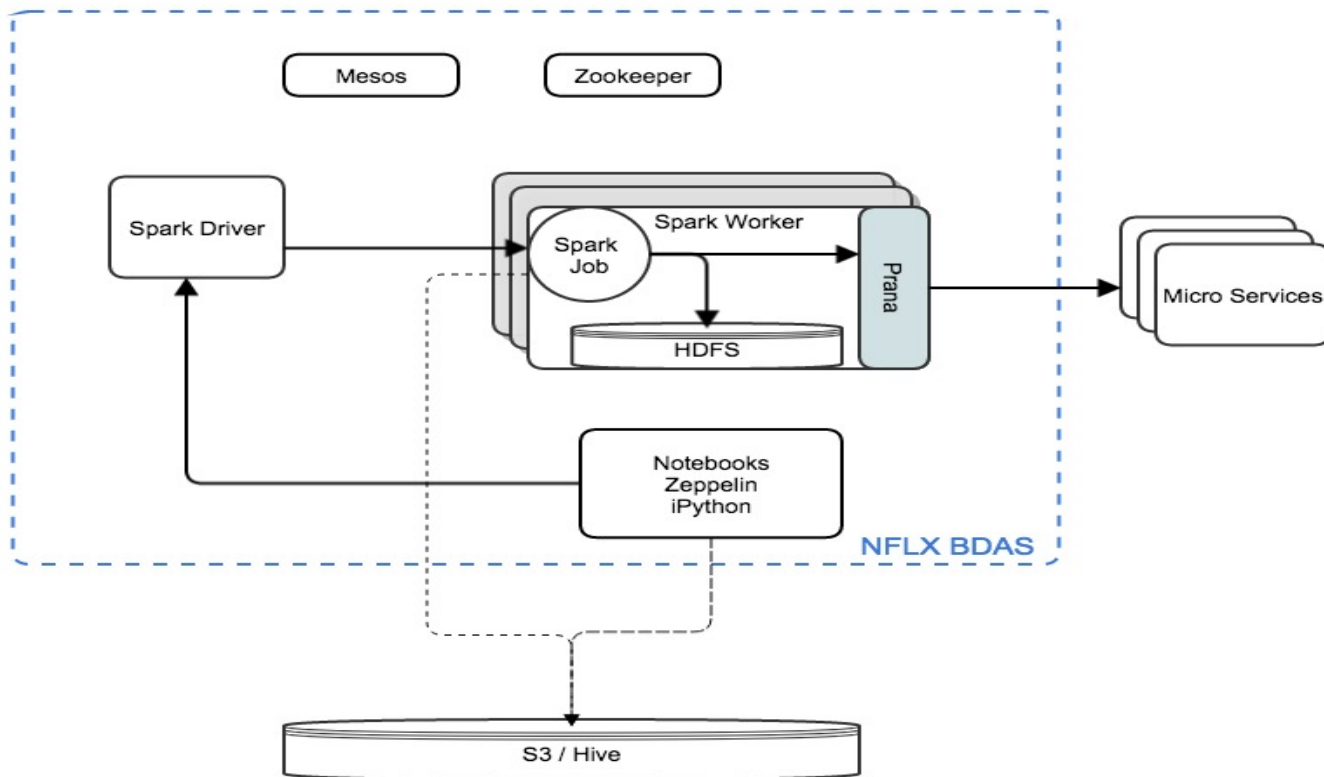 Mesos
Zookeeper
Spark Driver
Spark Worker
Spark
Job
Prana
HDFS
Micro Services
Notebooks
Zeppelin
iPython
NFLX BDAS
S3 / Hive